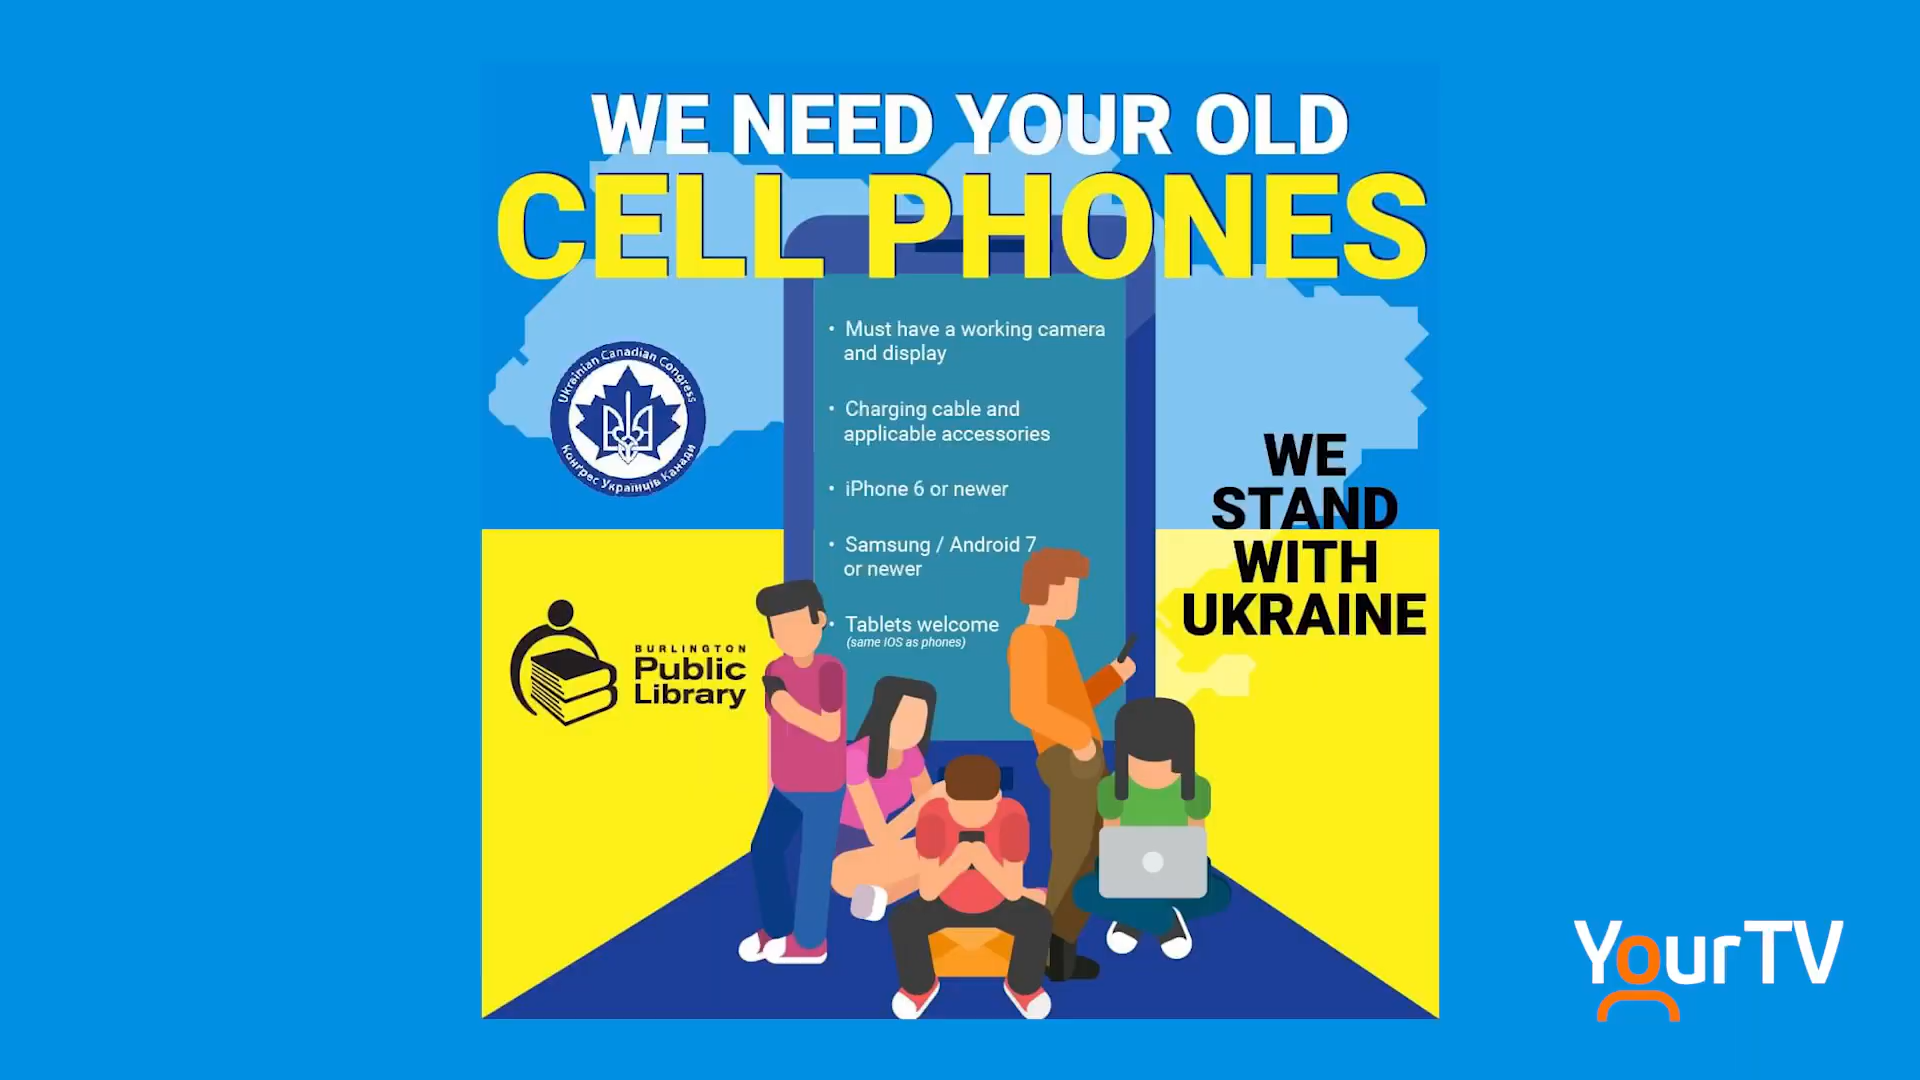 WE NEED YOUR OLD
CELL PHONES
• Must have a working camera
and display
• Charging cable and
applicable accessories
• iPhone 6 or newer
• Samsung / Android 7
or newer
• Tablets welcome
(same IOS as phones)
Ukrainian Canadian Congress
Конґрес Українців Канади
BURLINGTON
Public
Library
WE
STAND
WITH
UKRAINE
YourTV